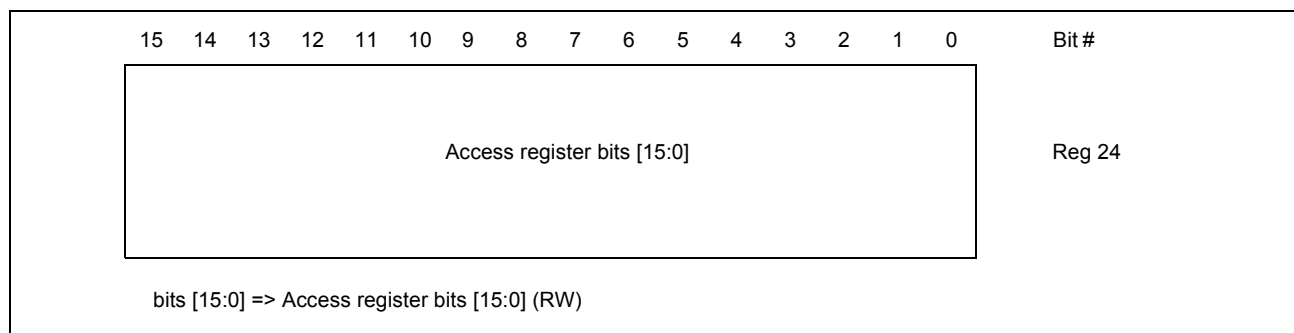 15 14 13 12 11 10 9 8 7 6 5 4 3 2 1 0 Bit #
Access register bits [15:0] Reg 24
bits [15:0] => Access register bits [15:0] (RW)